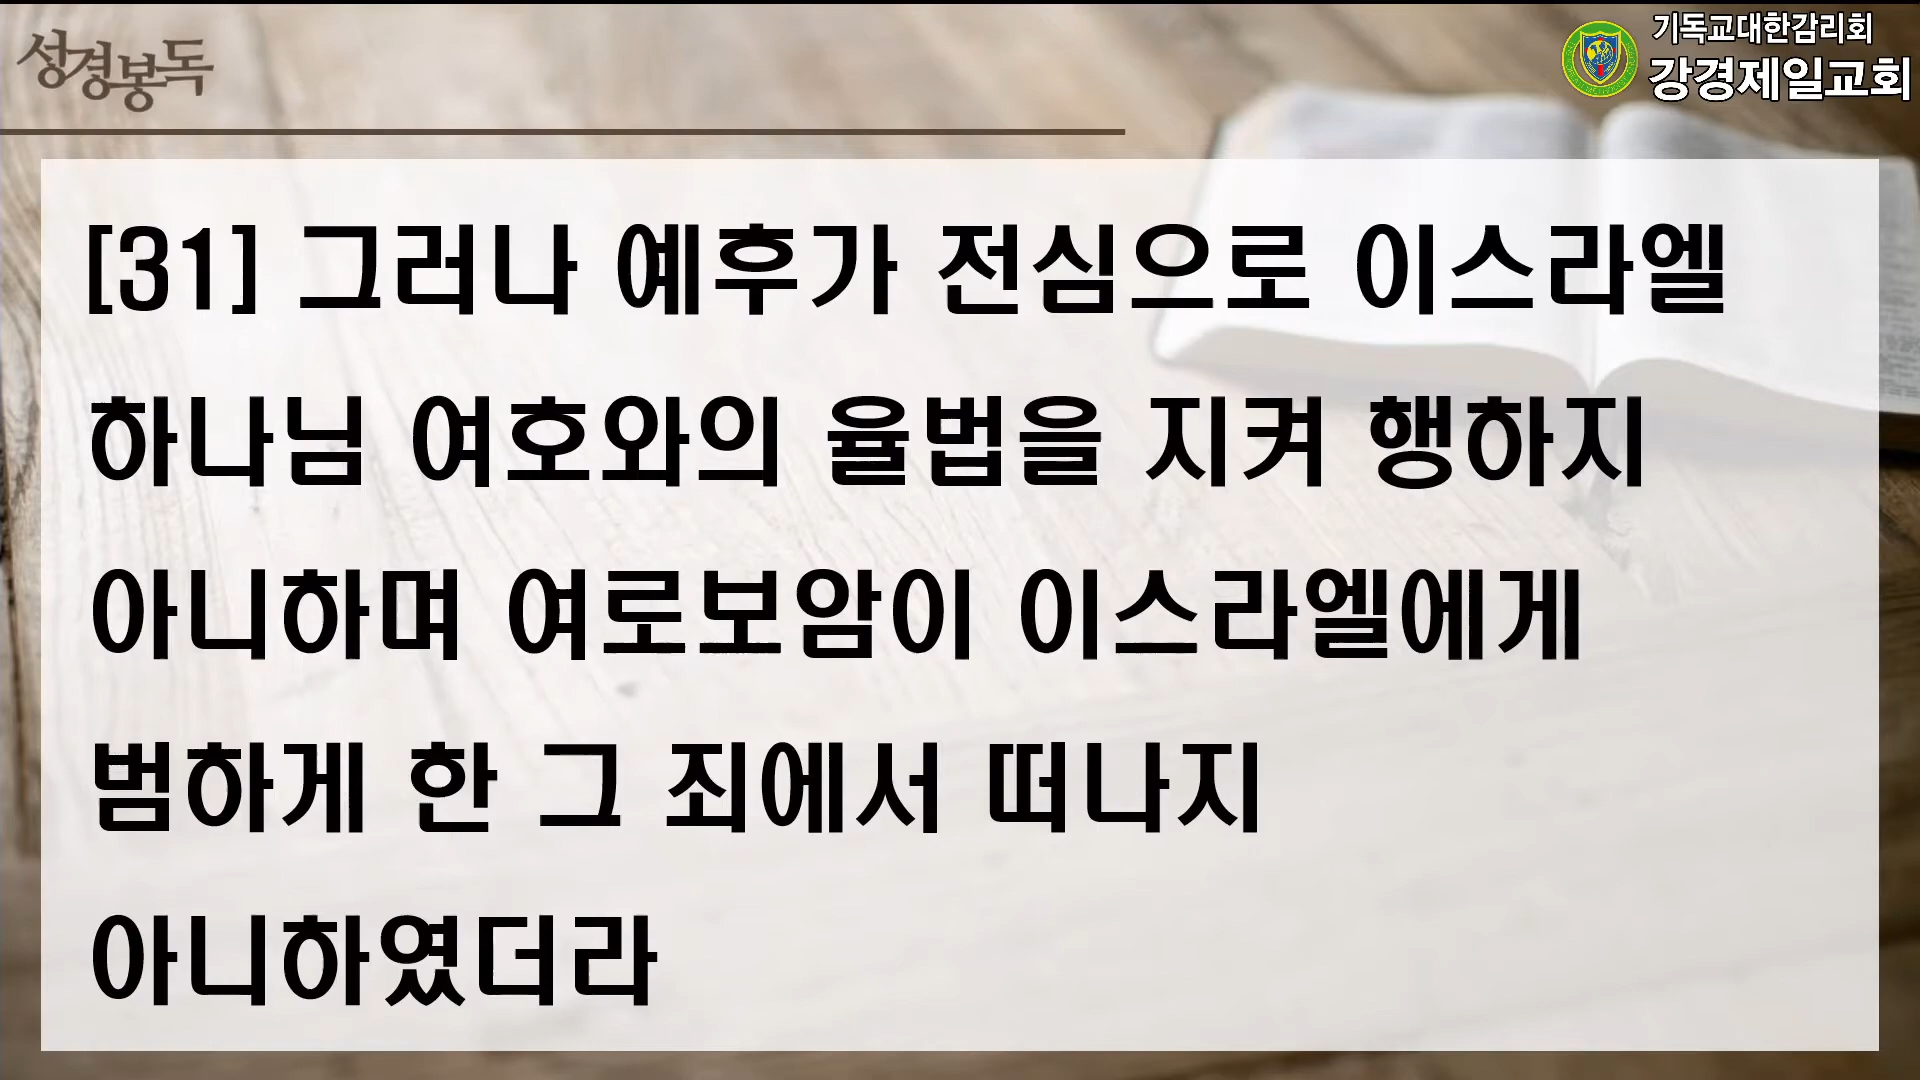 성경봉독
기독교대한감리회
강경제일교회
[31] 그러나 예후가 전심으로 이스라엘
하나님 여호와의 율법을 지켜 행하지
아니하며 여로보암이 이스라엘에게
범하게 한 그 죄에서 떠나지
아니하였더라